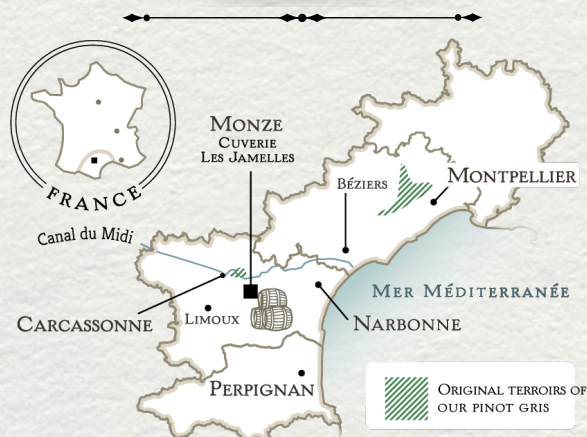 MONZE
CUVERIE
LES JAMELLES
FRANCE
Canal du Midi
BÉZIERS
MONTPELLIER
MER MÉDITERRANÉE
CARCASSONNE
LIMOUX
NARBONNE
PERPIGNAN
ORIGINAL TERROIRS OF
OUR PINOT GRIS